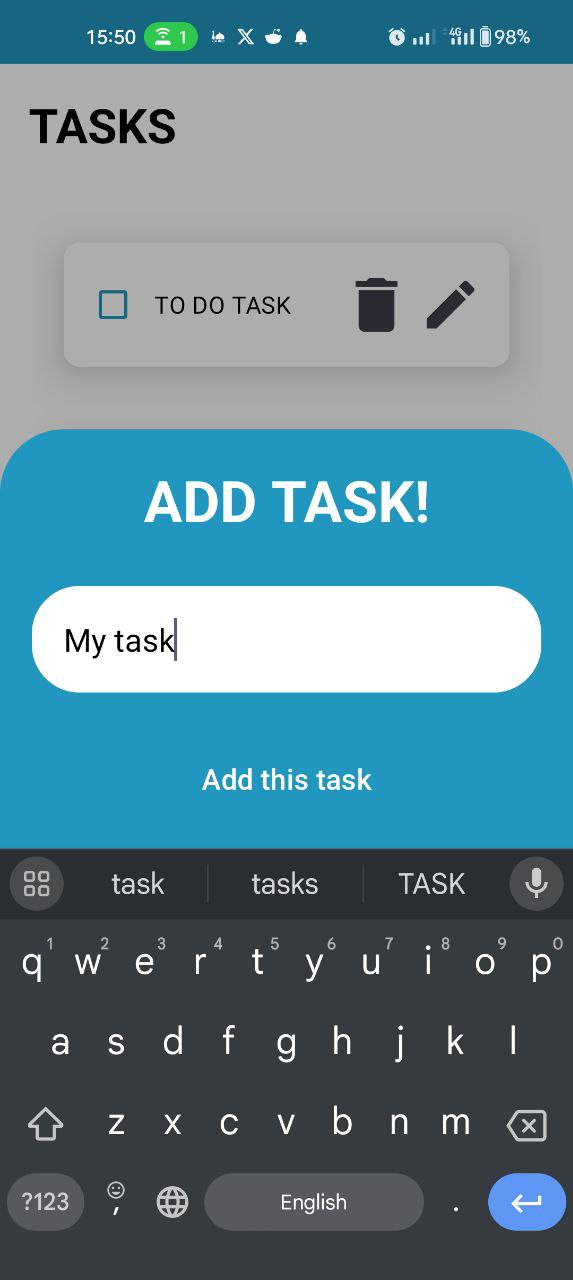 15:50 1 4G 98%
TASKS
TO DO TASK
ADD TASK!
My task
Add this task
task tasks TASK
q1 w2 e3 r4 t5 y6 u7 i8 o9 p0
a s d f g h j k l
z x c v b n m
?123 , English .